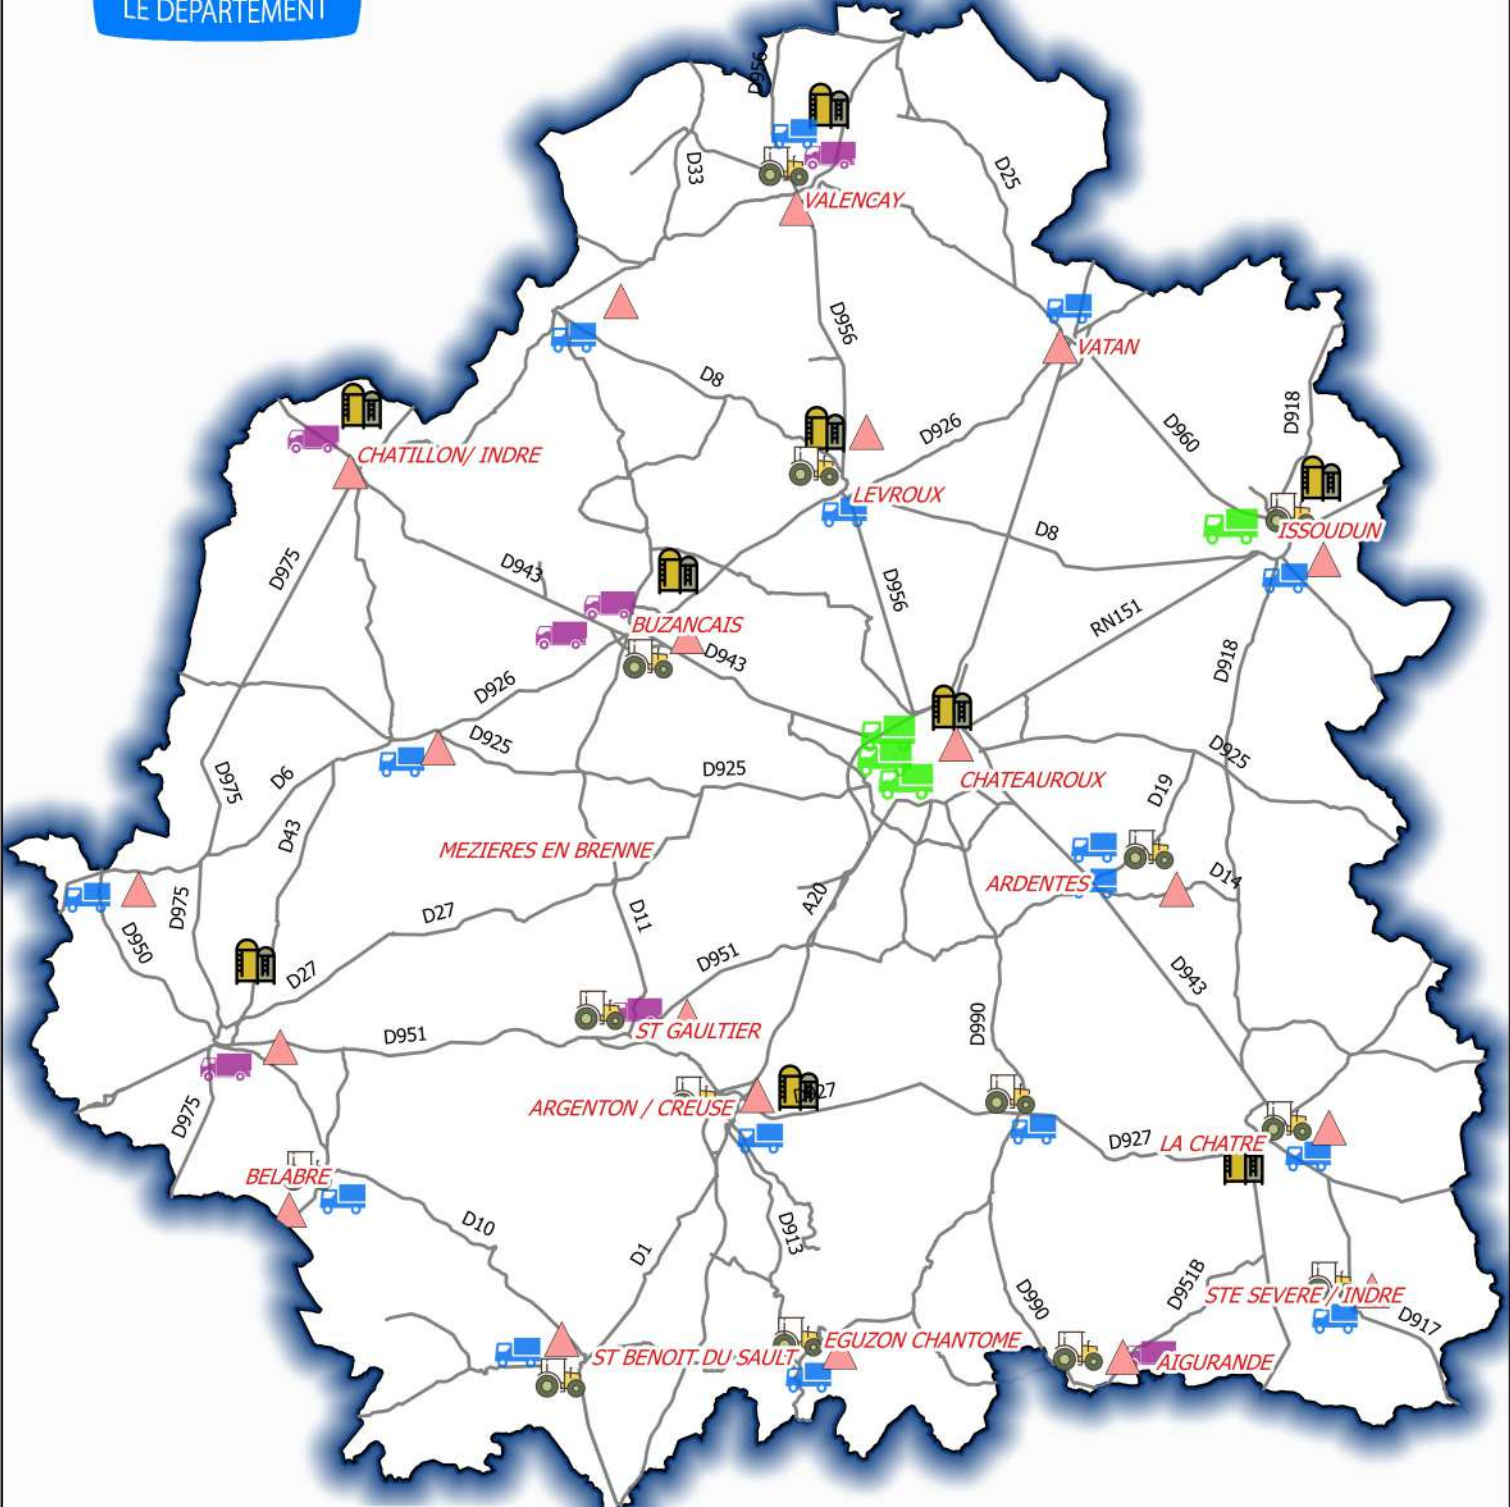 LE DÉPARTEMENT
D956
D33
D25
VALENCAY
D956
VATAN
D8
D918
D926
D960
CHATILLON/ INDRE
LEVROUX
D8
ISSOUDUN
D975
D943
D956
RN151
BUZANCAIS
D943
D918
D926
D925
D925
D925
D975
D6
CHATEAUROUX
D19
D43
MEZIERES EN BRENNE
ARDENTES
D14
D975
D27
D11
A20
D950
D951
D27
D943
D990
D951
ST GAULTIER
ARGENTON / CREUSE
D927
D975
D927
LA CHATRE
BELABRE
D10
D913
D1
D951B
D990
STE SEVERE / INDRE
D917
EGUZON CHANTOME
ST BENOIT DU SAULT
AIGURANDE